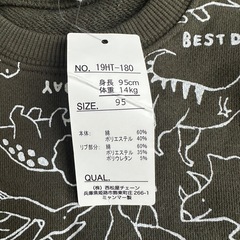 BEST D
NO. 19HT-180
身長 95cm
体重 14kg
SIZE. 95
本体: 綿 60%
ポリエステル 40%
リブ部分: 綿 60%
ポリエステル 35%
ポリウレタン 5%
QUAL.
(株) 西松屋チェーン
兵庫県姫路市飾東町庄 266-1
ミャンマー製